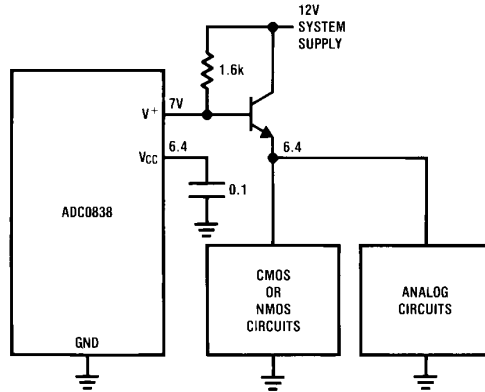 12V
SYSTEM
SUPPLY
1.6k
V+ 7V
6.4
6.4
VCC
0.1
ADC0838
CMOS
OR
NMOS
CIRCUITS
ANALOG
CIRCUITS
GND